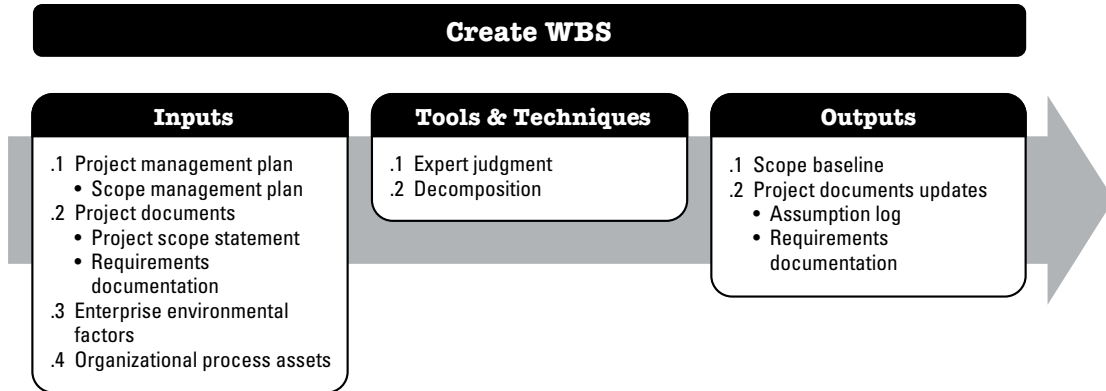 Create WBS
Inputs
.1 Project management plan
• Scope management plan
.2 Project documents
• Project scope statement
• Requirements
documentation
.3 Enterprise environmental
factors
.4 Organizational process assets
Tools & Techniques
.1 Expert judgment
.2 Decomposition
Outputs
.1 Scope baseline
.2 Project documents updates
• Assumption log
• Requirements
documentation